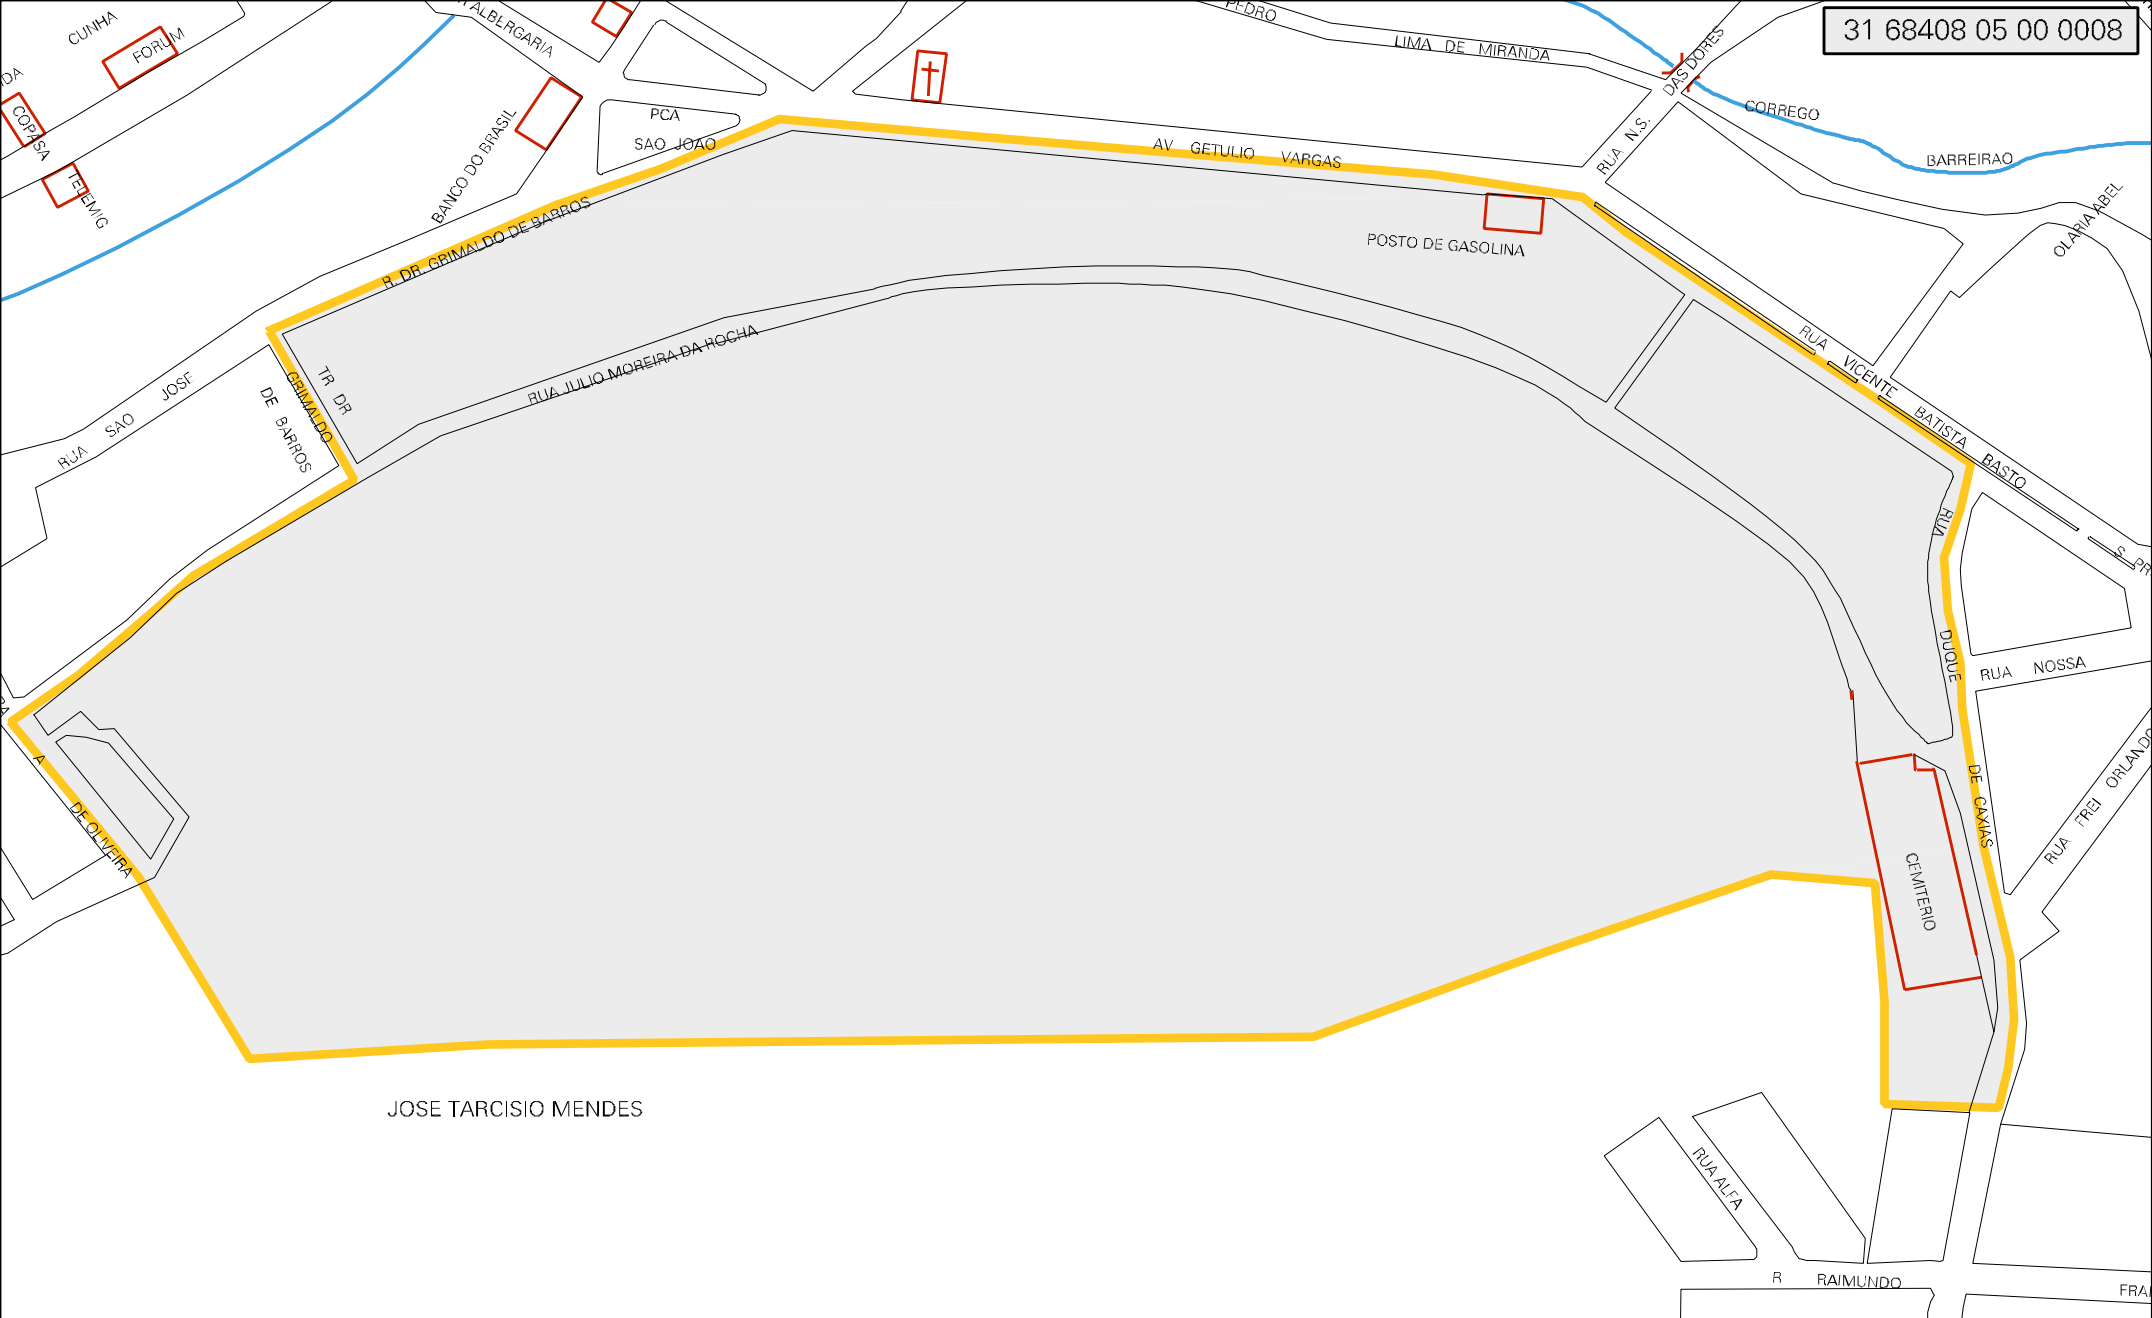 31 68408 05 00 0008
CUNHA
FORUM
COPASA
TELEMIG
ALBERGARIA
BANCO DO BRASIL
PCA
SAO JOAO
PEDRO
LIMA DE MIRANDA
RUA N.S.
DAS DORES
CORREGO
BARREIRAO
OLARIA ABEL
AV GETULIO VARGAS
POSTO DE GASOLINA
R. DR. GRIMALDO DE BARROS
RUA JULIO MOREIRA DA ROCHA
TR DR
GRIMALDO
DE BARROS
RUA SAO JOSE
RUA VICENTE BATISTA BASTO
S PR
RUA DUQUE DE CAXIAS
RUA NOSSA
RUA FREI ORLANDO
A DE OLIVEIRA
CEMITERIO
JOSE TARCISIO MENDES
RUA ALFA
R RAIMUNDO
FRA